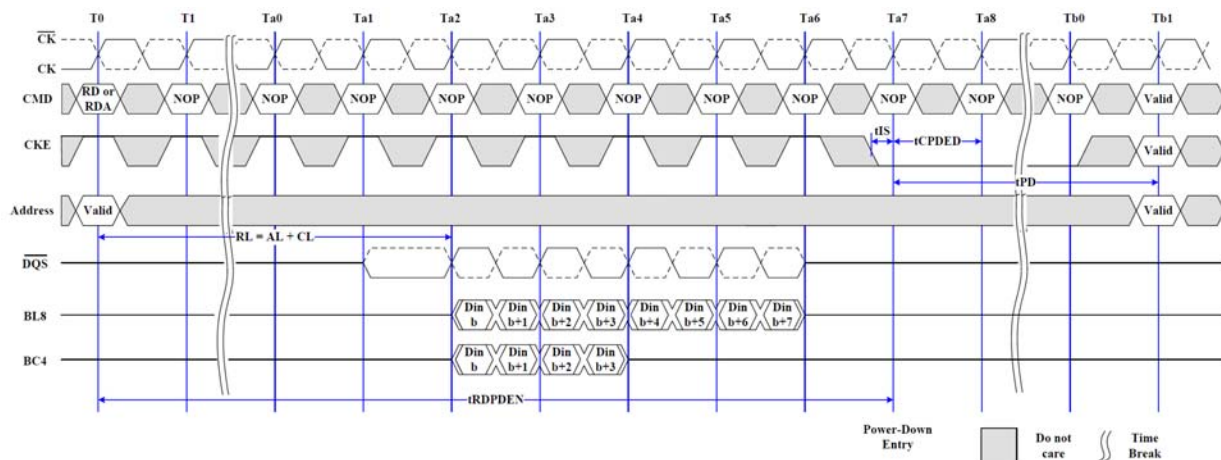 T0 T1 Ta0 Ta1 Ta2 Ta3 Ta4 Ta5 Ta6 Ta7 Ta8 Tb0 Tb1
CK
CK
CMD RD or RDA NOP NOP NOP NOP NOP NOP NOP NOP NOP NOP NOP Valid
tIS tCPDED
CKE Valid
tPD
Address Valid Valid
RL = AL + CL
DQS
BL8 Din b Din b+1 Din b+2 Din b+3 Din b+4 Din b+5 Din b+6 Din b+7
BC4 Din b Din b+1 Din b+2 Din b+3
tRDPDEN
Power-Down Entry
Do not care
Time Break